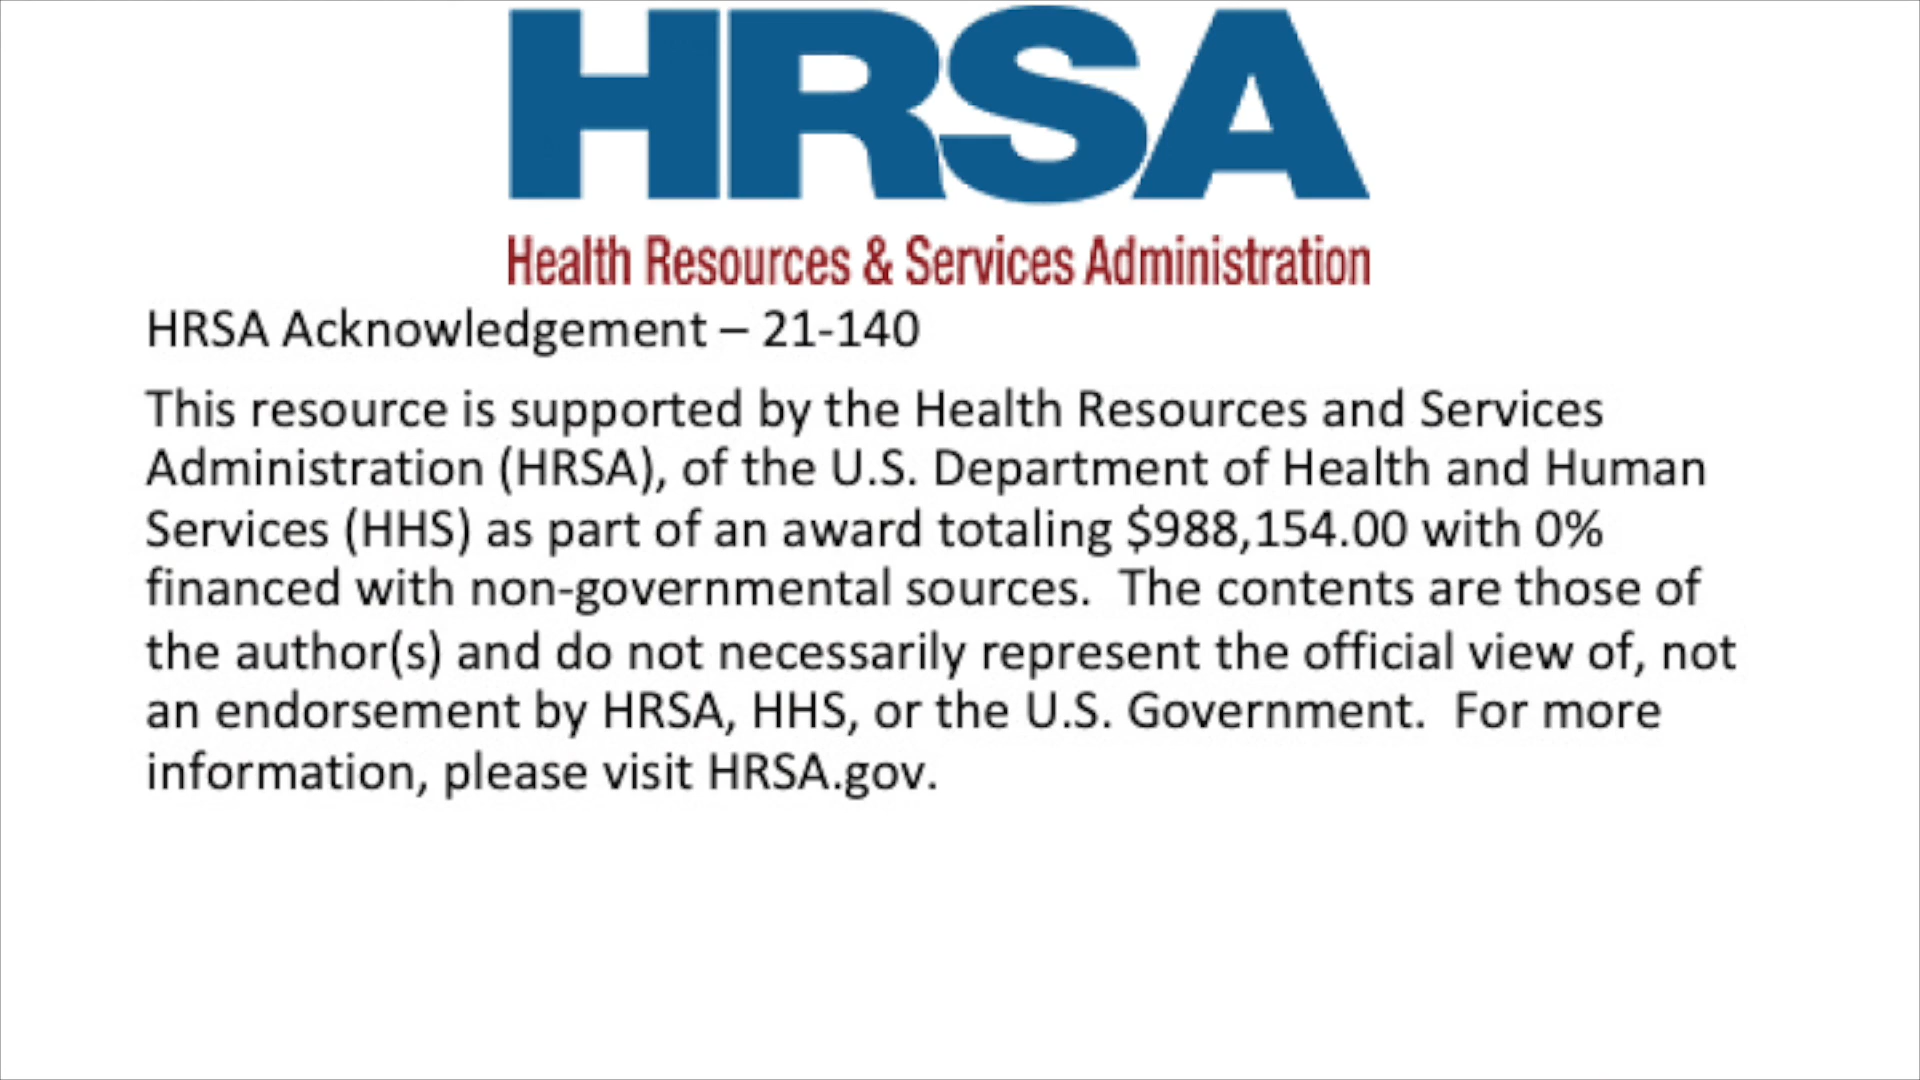 HRSA
Health Resources & Services Administration
HRSA Acknowledgement – 21-140
This resource is supported by the Health Resources and Services
Administration (HRSA), of the U.S. Department of Health and Human
Services (HHS) as part of an award totaling $988,154.00 with 0%
financed with non-governmental sources.  The contents are those of
the author(s) and do not necessarily represent the official view of, not
an endorsement by HRSA, HHS, or the U.S. Government.  For more
information, please visit HRSA.gov.